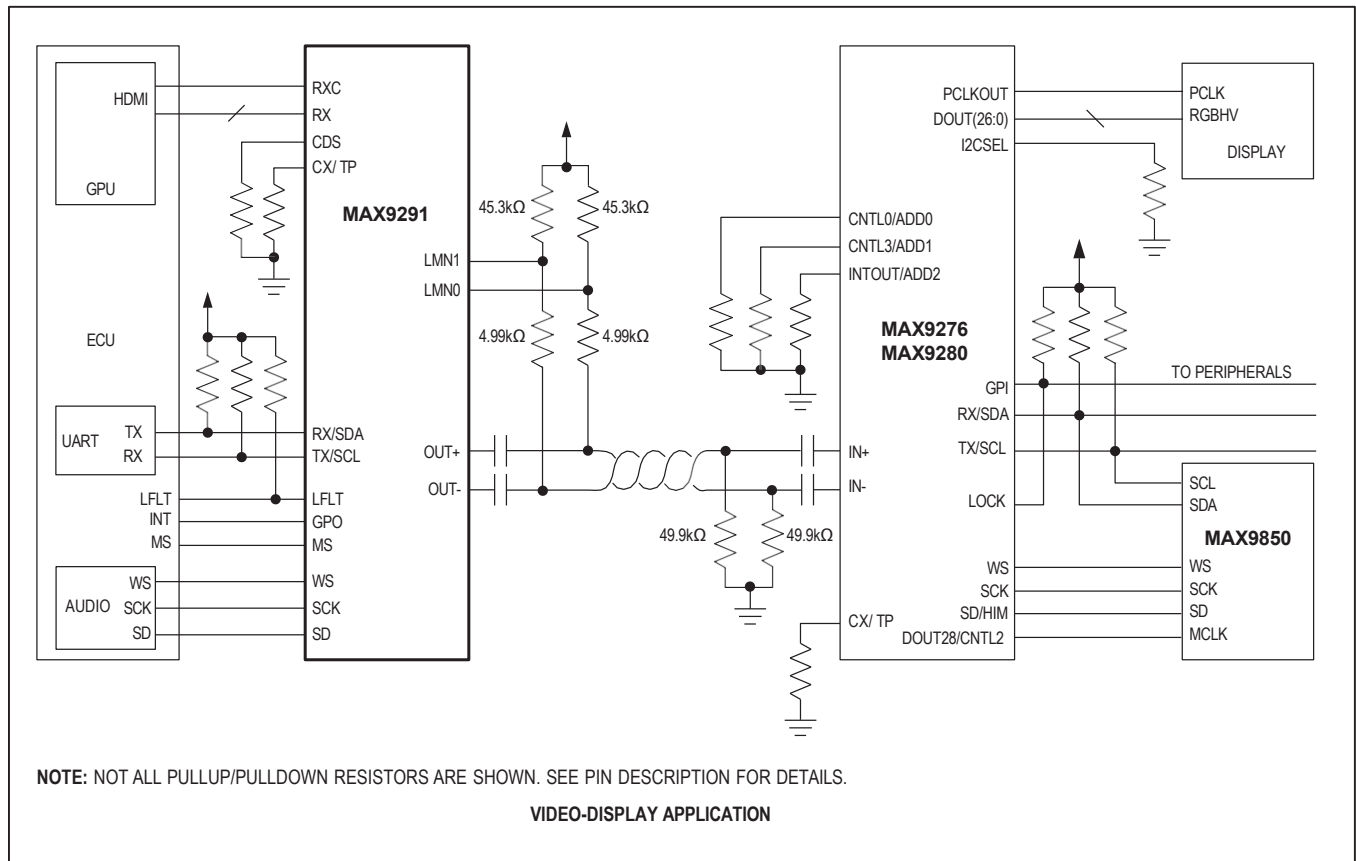 HDMI
GPU
ECU
UART
TX
RX
LFLT
INT
MS
AUDIO
WS
SCK
SD
RXC
RX
CDS
CX/ TP
MAX9291
LMN1
LMN0
RX/SDA
TX/SCL
OUT+
OUT-
LFLT
GPO
MS
WS
SCK
SD
45.3kΩ
45.3kΩ
4.99kΩ
4.99kΩ
49.9kΩ
49.9kΩ
PCLKOUT
DOUT(26:0)
I2CSEL
CNTL0/ADD0
CNTL3/ADD1
INTOUT/ADD2
MAX9276
MAX9280
GPI
RX/SDA
TX/SCL
IN+
IN-
LOCK
WS
SCK
SD/HIM
CX/ TP
DOUT28/CNTL2
PCLK
RGBHV
DISPLAY
TO PERIPHERALS
SCL
SDA
MAX9850
WS
SCK
SD
MCLK
NOTE: NOT ALL PULLUP/PULLDOWN RESISTORS ARE SHOWN. SEE PIN DESCRIPTION FOR DETAILS.
VIDEO-DISPLAY APPLICATION